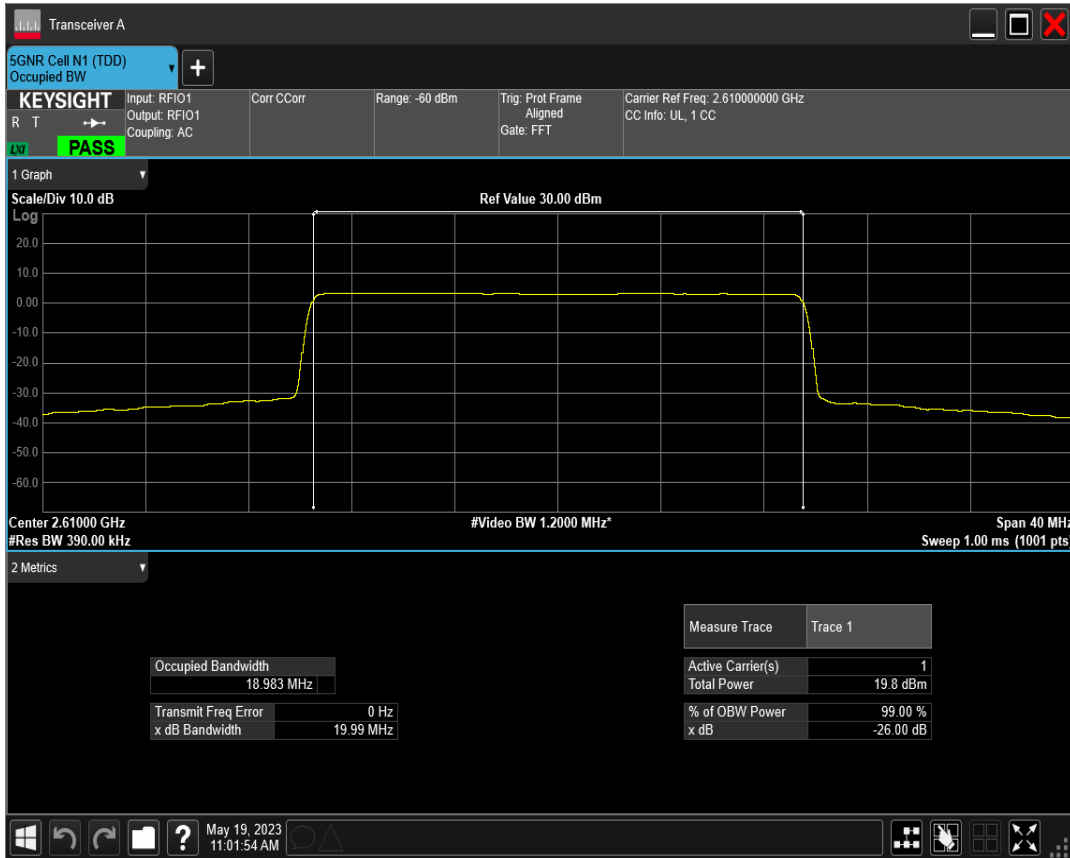 Transceiver A
5GNR Cell N1 (TDD)
Occupied BW
+
KEYSIGHT
R T
LXI
PASS
Input: RFIO1
Output: RFIO1
Coupling: AC
Corr CCorr
Range: -60 dBm
Trig: Prot Frame
Aligned
Gate: FFT
Carrier Ref Freq: 2.610000000 GHz
CC Info: UL, 1 CC
1 Graph
Scale/Div 10.0 dB
Ref Value 30.00 dBm
Log
20.0
10.0
0.00
-10.0
-20.0
-30.0
-40.0
-50.0
-60.0
Center 2.61000 GHz
#Video BW 1.2000 MHz*
Span 40 MHz
#Res BW 390.00 kHz
Sweep 1.00 ms (1001 pts)
2 Metrics
Measure Trace Trace 1
Occupied Bandwidth
18.983 MHz
Active Carrier(s) 1
Total Power 19.8 dBm
Transmit Freq Error 0 Hz
x dB Bandwidth 19.99 MHz
% of OBW Power 99.00 %
x dB -26.00 dB
?
May 19, 2023
11:01:54 AM